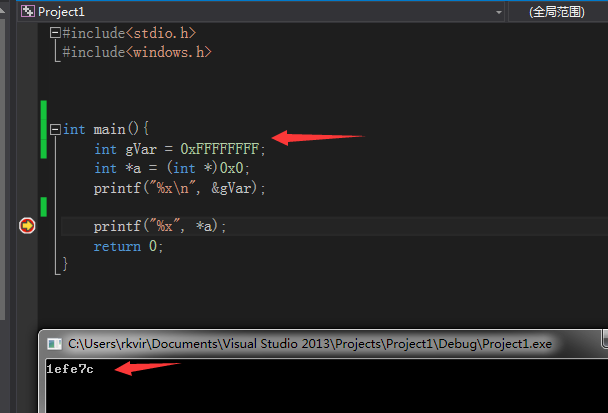 Project1
(全局范围)
#include<stdio.h>
#include<windows.h>
int main(){
int gVar = 0xFFFFFFFF;
int *a = (int *)0x0;
printf("%x\n", &gVar);
printf("%x", *a);
return 0;
}
C:\Users\rkvir\Documents\Visual Studio 2013\Projects\Project1\Debug\Project1.exe
1efe7c